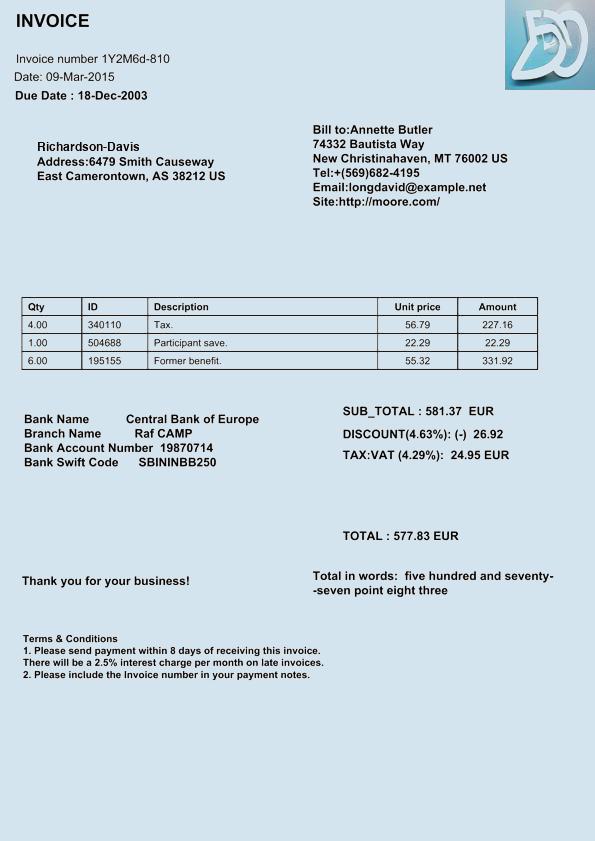 INVOICE
Invoice number 1Y2M6d-810
Date: 09-Mar-2015
Due Date : 18-Dec-2003
Richardson-Davis
Address:6479 Smith Causeway
East Camerontown, AS 38212 US
Bill to:Annette Butler
74332 Bautista Way
New Christinahaven, MT 76002 US
Tel:+(569)682-4195
Email:longdavid@example.net
Site:http://moore.com/
Qty ID Description Unit price Amount
4.00 340110 Tax. 56.79 227.16
1.00 504688 Participant save. 22.29 22.29
6.00 195155 Former benefit. 55.32 331.92
Bank Name Central Bank of Europe
Branch Name Raf CAMP
Bank Account Number 19870714
Bank Swift Code SBININBB250
SUB_TOTAL : 581.37 EUR
DISCOUNT(4.63%): (-) 26.92
TAX:VAT (4.29%): 24.95 EUR
TOTAL : 577.83 EUR
Thank you for your business!
Total in words: five hundred and seventy-
-seven point eight three
Terms & Conditions
1. Please send payment within 8 days of receiving this invoice.
There will be a 2.5% interest charge per month on late invoices.
2. Please include the Invoice number in your payment notes.